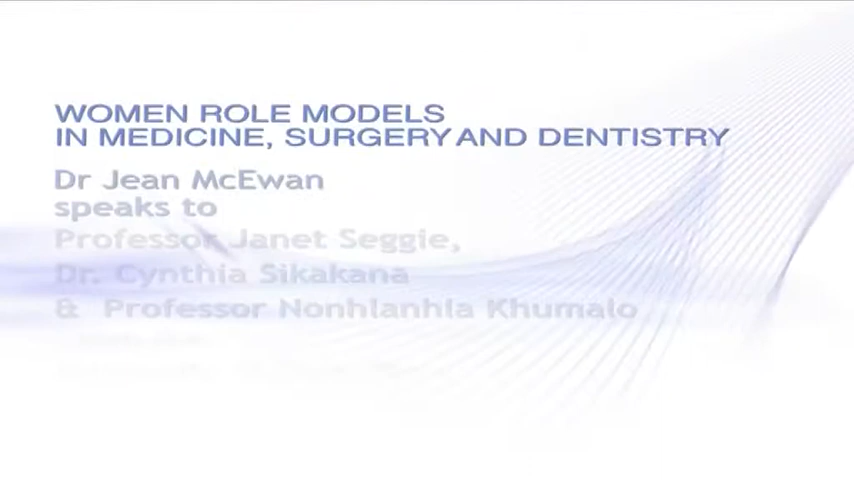 WOMEN ROLE MODELS
IN MEDICINE, SURGERY AND DENTISTRY
Dr Jean McEwan
speaks to
Professor Janet Seggie,
Dr. Cynthia Sikakana
& Professor Nonhlanhla Khumalo